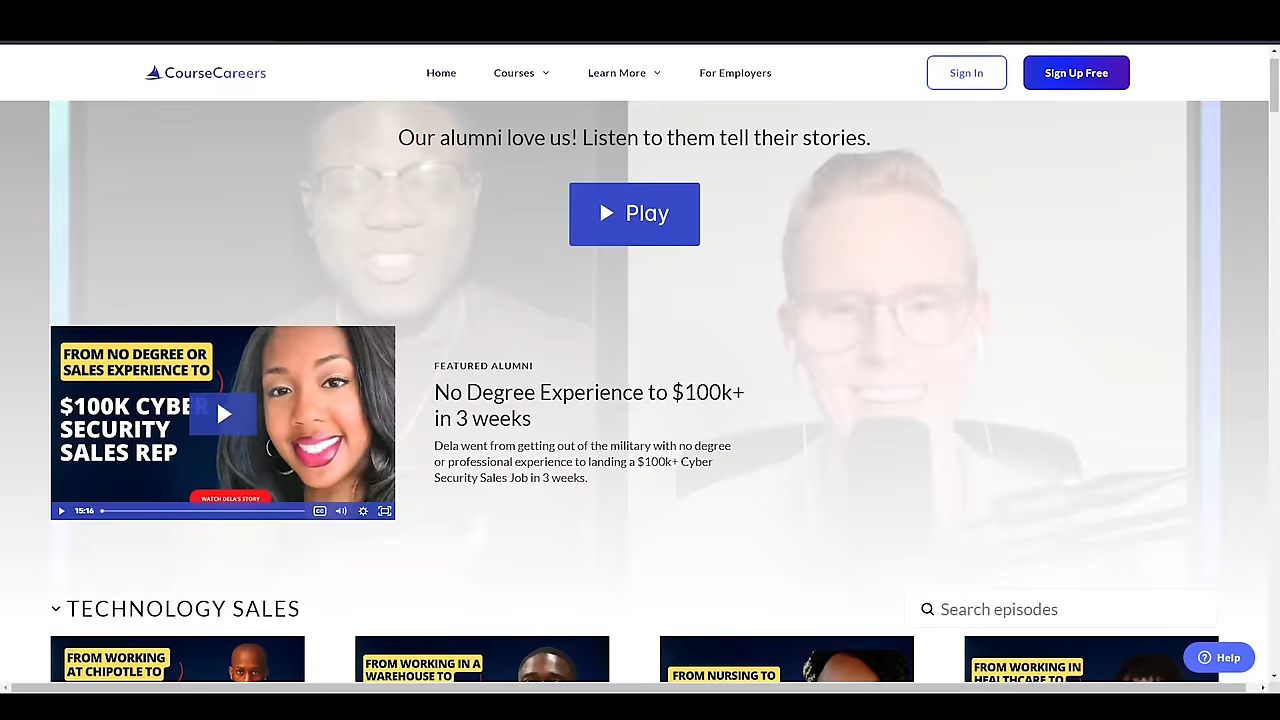 CourseCareers
Home
Courses
Learn More
For Employers
Sign In
Sign Up Free
Our alumni love us! Listen to them tell their stories.
Play
FROM NO DEGREE OR
SALES EXPERIENCE TO
$100K CYBER
SECURITY
SALES REP
WATCH DELA'S STORY
15:16
CC
FEATURED ALUMNI
No Degree Experience to $100k+
in 3 weeks
Dela went from getting out of the military with no degree
or professional experience to landing a $100k+ Cyber
Security Sales Job in 3 weeks.
TECHNOLOGY SALES
Search episodes
FROM WORKING
AT CHIPOTLE TO
FROM WORKING IN A
WAREHOUSE TO
FROM NURSING TO
FROM WORKING IN
HEALTHCARE TO
Help